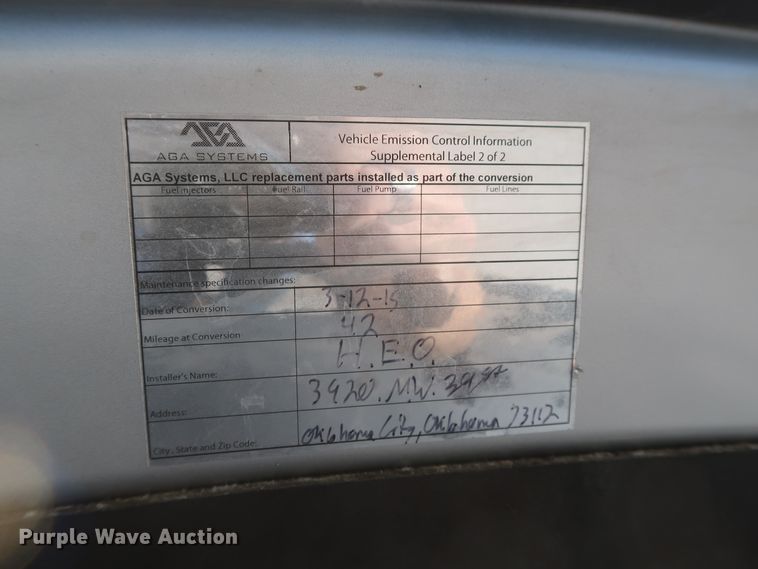 AGA SYSTEMS
Vehicle Emission Control Information
Supplemental Label 2 of 2
AGA Systems, LLC replacement parts installed as part of the conversion
Fuel Injectors Fuel Rail Fuel Pump Fuel Lines
Maintenance specification changes:
Date of Conversion: 3-12-15
Mileage at Conversion 42
Installer's Name: H.E.O.
Address: 3920. N.W. 39th st
City, State and Zip Code: Oklahoma City, Oklahoma 73112
Purple Wave Auction